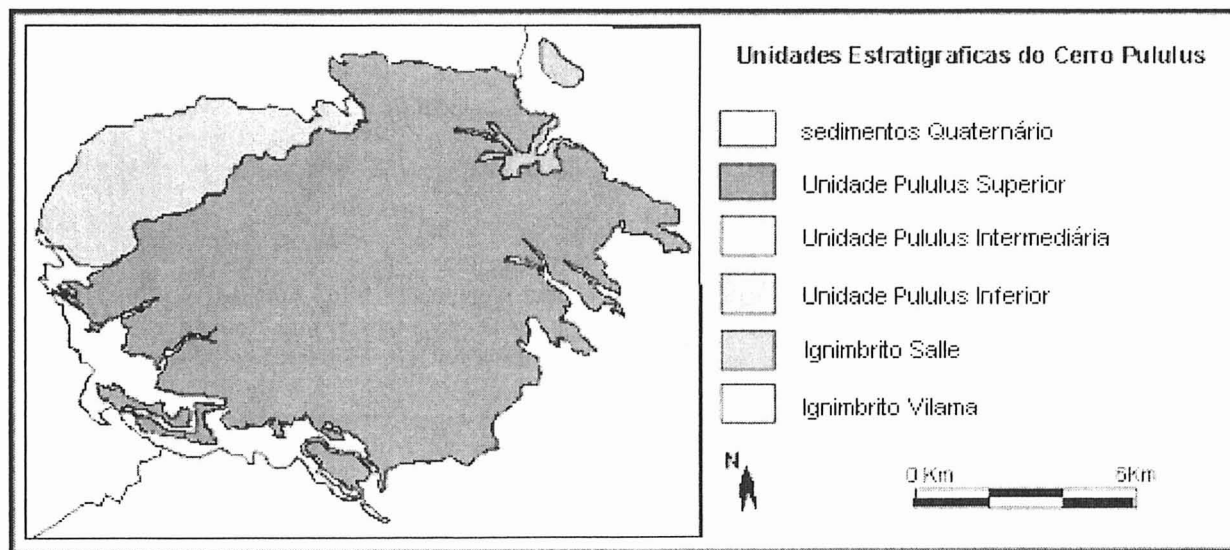 Unidades Estratigraficas do Cerro Pululus
sedimentos Quaternário
Unidade Pululus Superior
Unidade Pululus Intermediária
Unidade Pululus Inferior
Ignimbrito Salle
Ignimbrito Vilama
N
0 Km
6Km